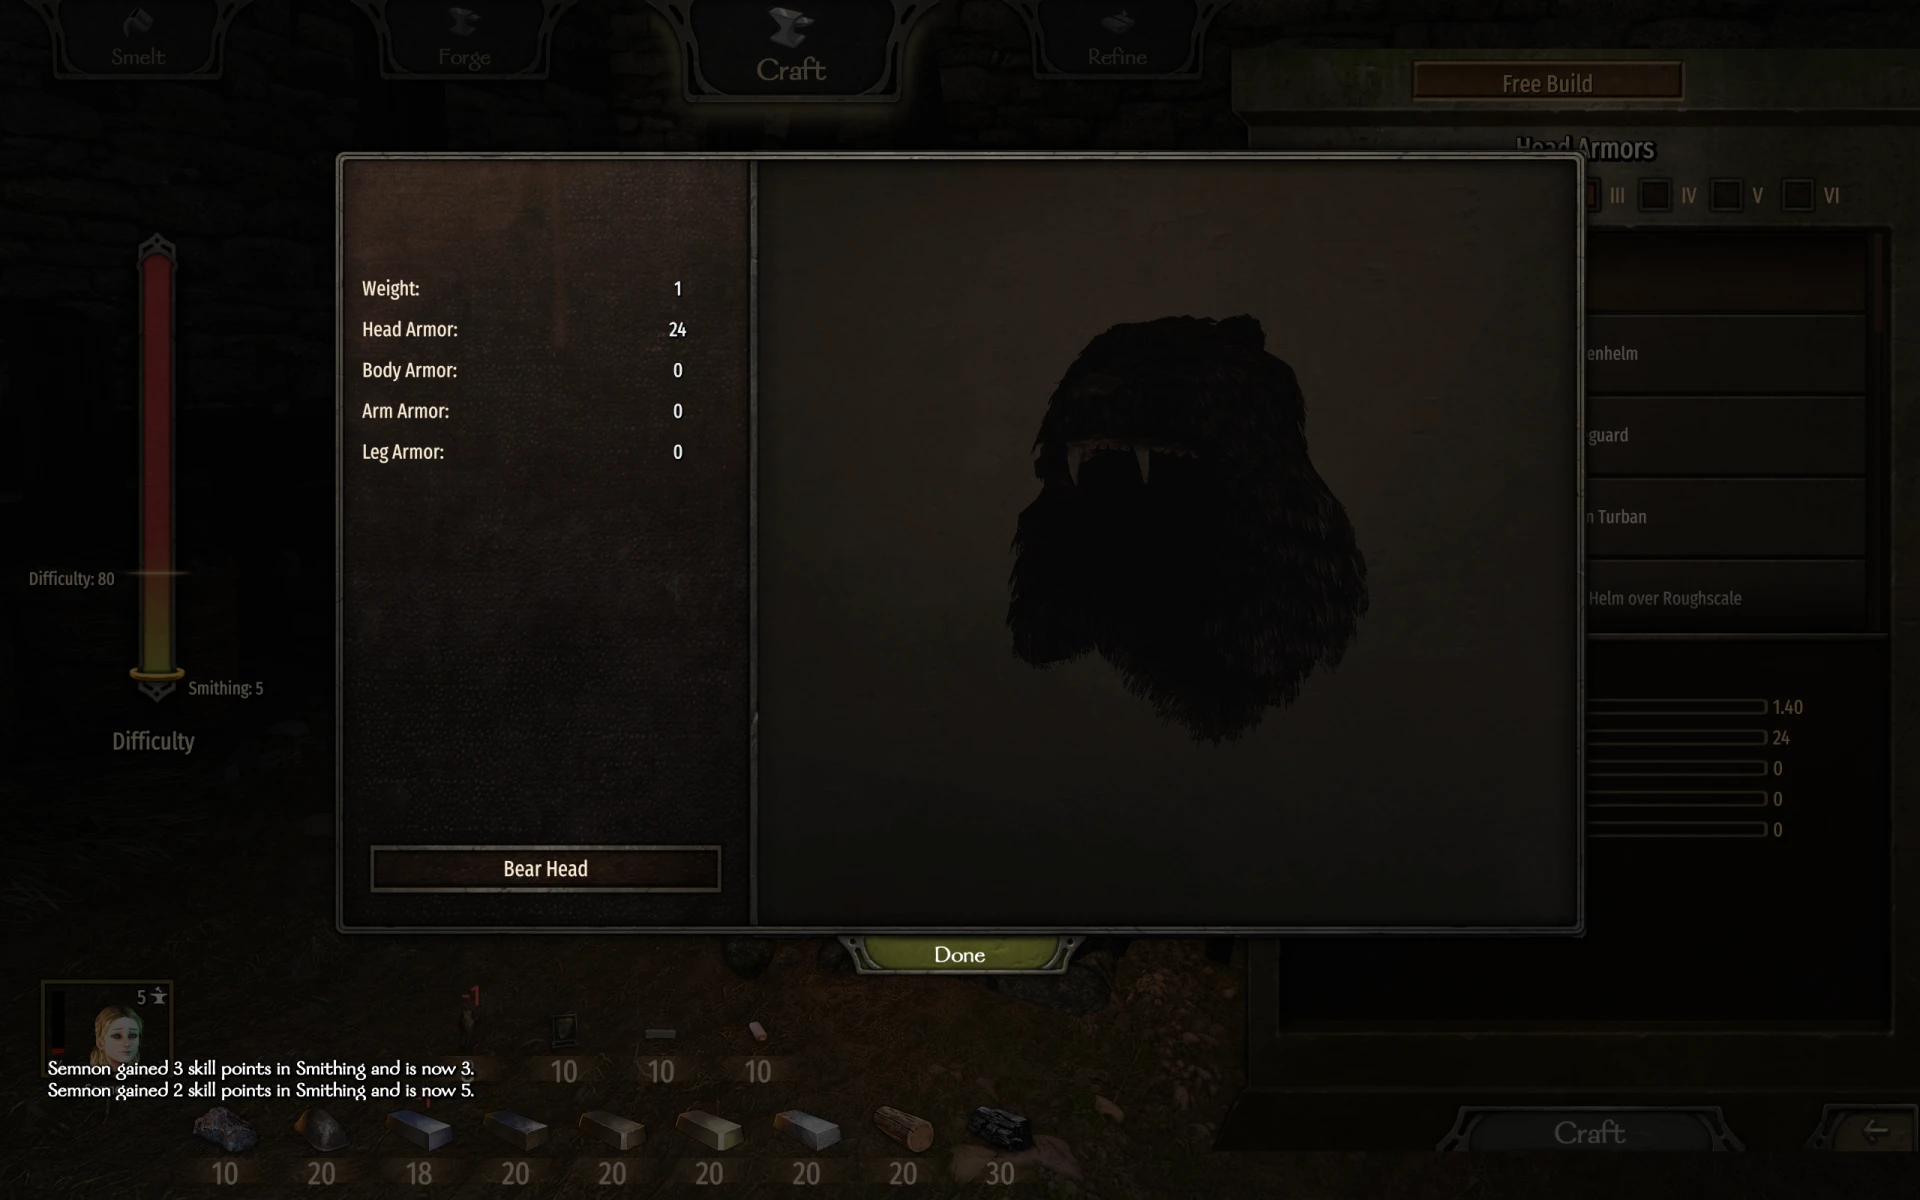 Smelt
Forge
Craft
Refine
Free Build
Head Armors
III
IV
V
VI
Weight: 1
Head Armor: 24
Body Armor: 0
Arm Armor: 0
Leg Armor: 0
enhelm
guard
n Turban
Helm over Roughscale
Difficulty: 80
Smithing: 5
Difficulty
1.40
24
0
0
0
Bear Head
Done
5
-1
10
10
10
Semnon gained 3 skill points in Smithing and is now 3.
Semnon gained 2 skill points in Smithing and is now 5.
10
20
18
20
20
20
20
20
30
Craft